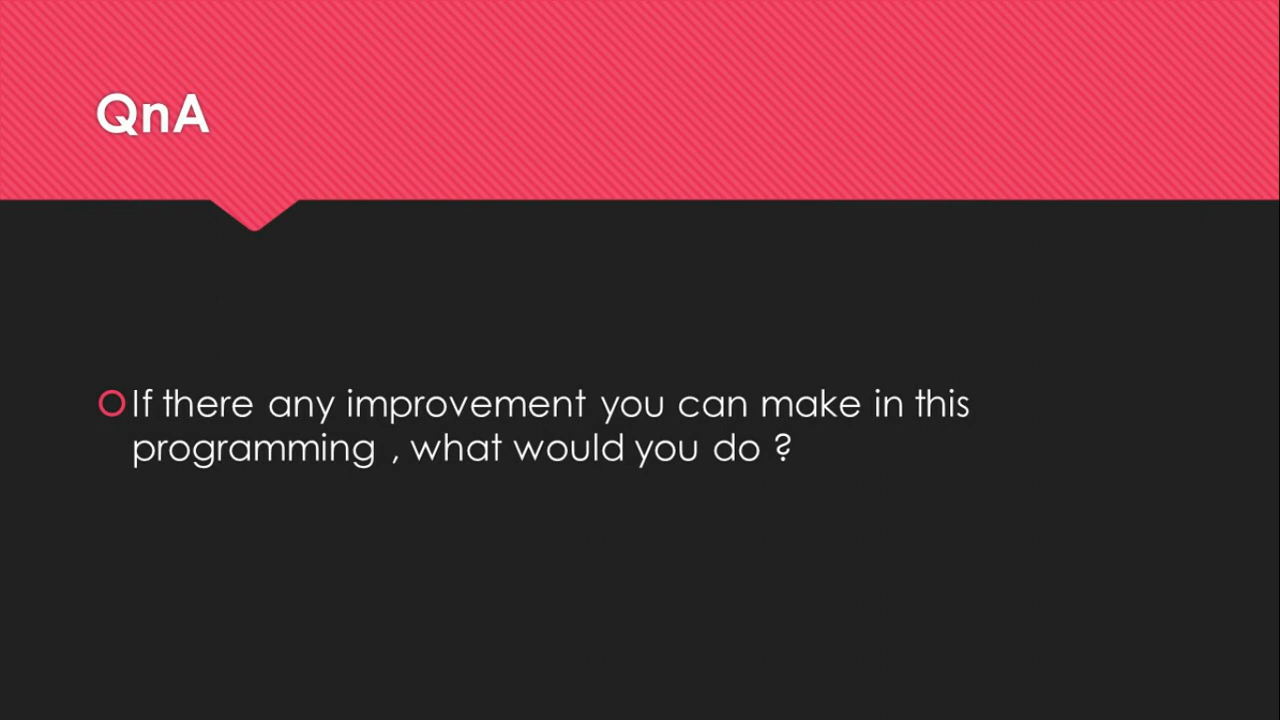 QnA
If there any improvement you can make in this
programming , what would you do ?